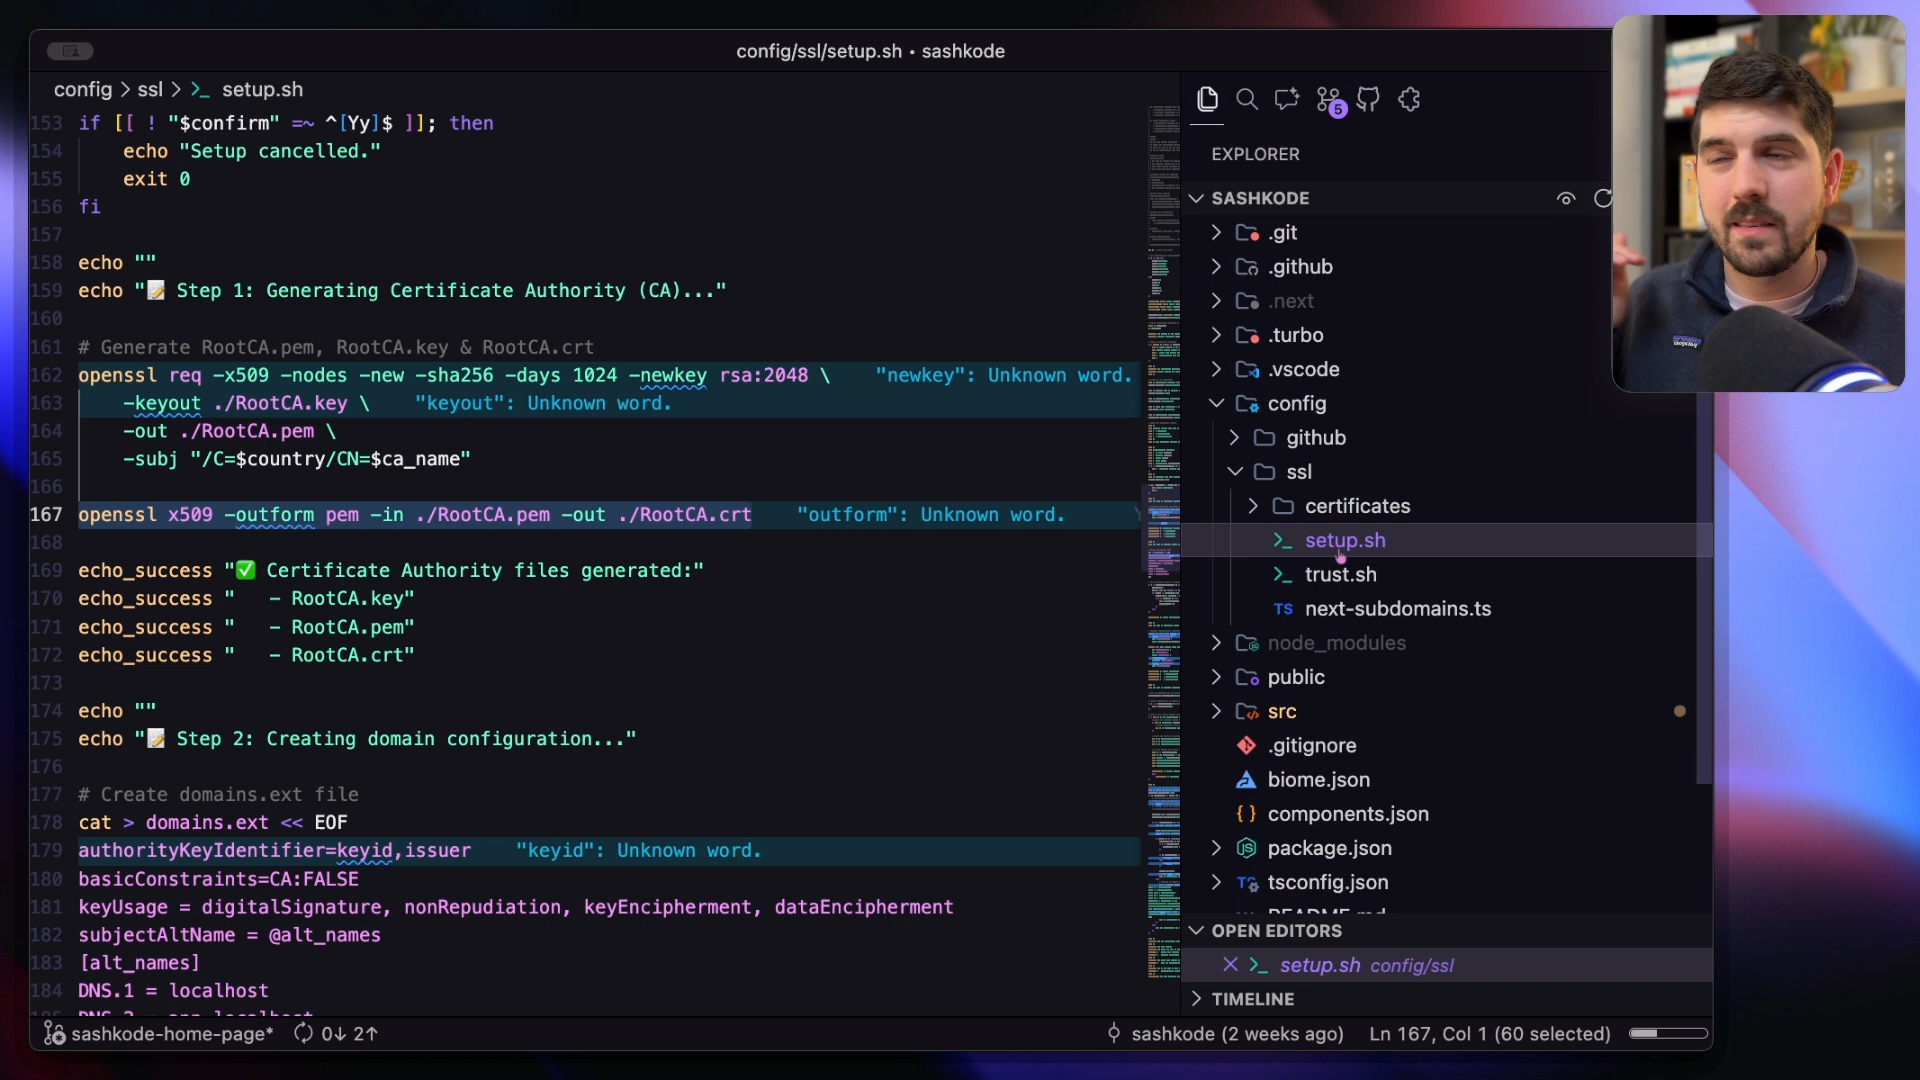 config/ssl/setup.sh • sashkode
config > ssl > setup.sh
153 if [[ ! "$confirm" =~ ^[Yy]$ ]]; then
154 echo "Setup cancelled."
155 exit 0
156 fi
157
158 echo ""
159 echo "📝 Step 1: Generating Certificate Authority (CA)..."
160
161 # Generate RootCA.pem, RootCA.key & RootCA.crt
162 openssl req -x509 -nodes -new -sha256 -days 1024 -newkey rsa:2048 \ "newkey": Unknown word.
163 -keyout ./RootCA.key \ "keyout": Unknown word.
164 -out ./RootCA.pem \
165 -subj "/C=$country/CN=$ca_name"
166
167 openssl x509 -outform pem -in ./RootCA.pem -out ./RootCA.crt "outform": Unknown word.
168
169 echo_success "✅ Certificate Authority files generated:"
170 echo_success "   - RootCA.key"
171 echo_success "   - RootCA.pem"
172 echo_success "   - RootCA.crt"
173
174 echo ""
175 echo "📝 Step 2: Creating domain configuration..."
176
177 # Create domains.ext file
178 cat > domains.ext << EOF
179 authorityKeyIdentifier=keyid,issuer "keyid": Unknown word.
180 basicConstraints=CA:FALSE
181 keyUsage = digitalSignature, nonRepudiation, keyEncipherment, dataEncipherment
182 subjectAltName = @alt_names
183 [alt_names]
184 DNS.1 = localhost
5
EXPLORER
SASHKODE
.git
.github
.next
.turbo
.vscode
config
github
ssl
certificates
setup.sh
trust.sh
TS next-subdomains.ts
node_modules
public
src
.gitignore
biome.json
{} components.json
package.json
tsconfig.json
README.md
OPEN EDITORS
setup.sh config/ssl
TIMELINE
sashkode-home-page* 0↓ 2↑
sashkode (2 weeks ago) Ln 167, Col 1 (60 selected)